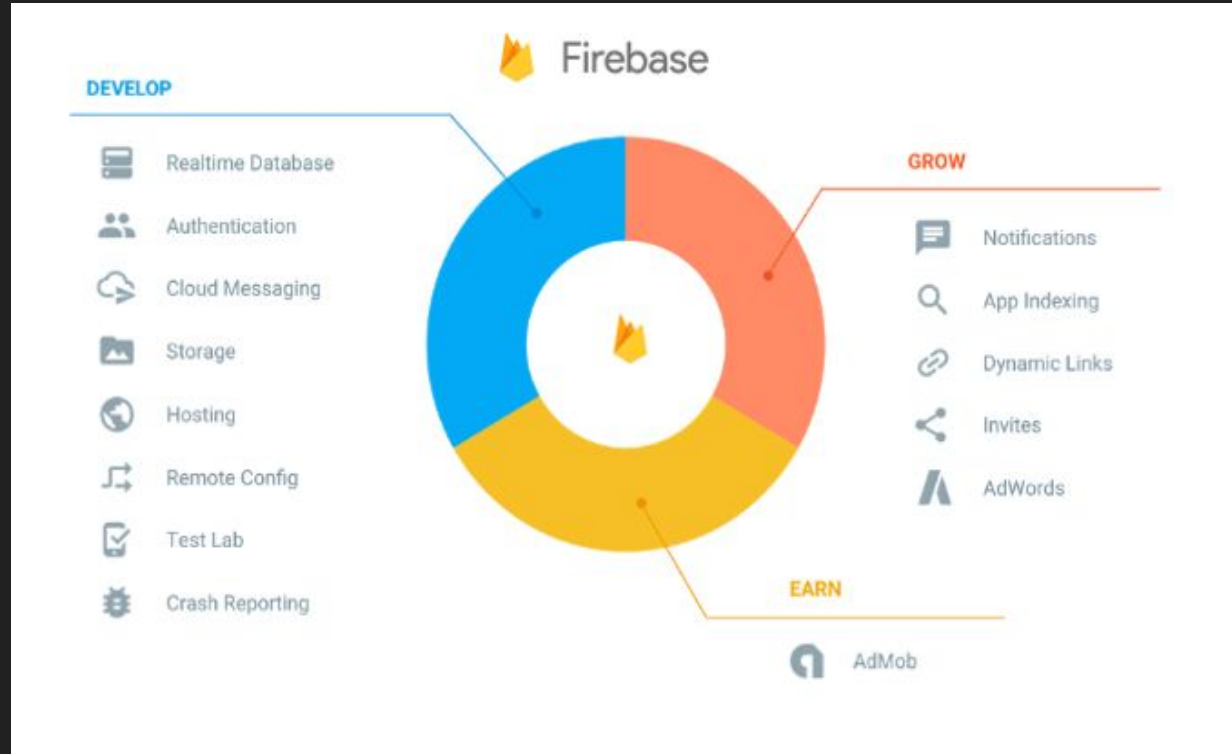 Firebase
DEVELOP
Realtime Database
Authentication
Cloud Messaging
Storage
Hosting
Remote Config
Test Lab
Crash Reporting
GROW
Notifications
App Indexing
Dynamic Links
Invites
AdWords
EARN
AdMob